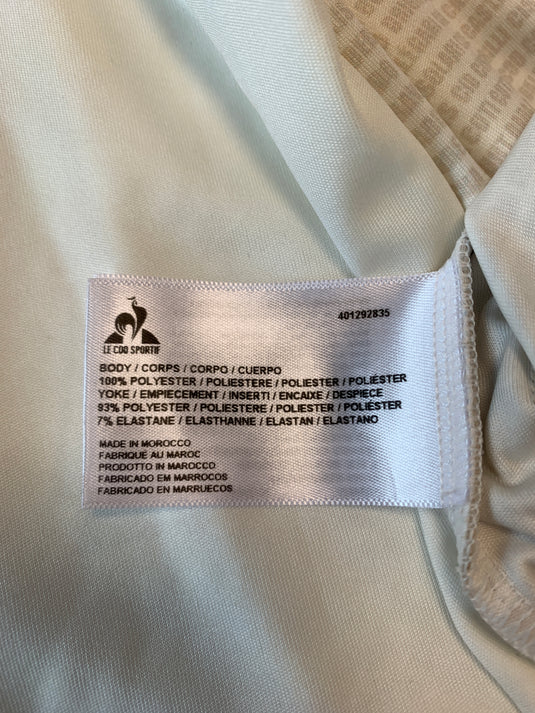 401292835
LE COQ SPORTIF
BODY / CORPS / CORPO / CUERPO
100% POLYESTER / POLIESTERE / POLIESTER / POLIÉSTER
YOKE / EMPIECEMENT / INSERTI / ENCAIXE / DESPIECE
93% POLYESTER / POLIESTERE / POLIESTER / POLIÉSTER
7% ELASTANE / ELASTHANNE / ELASTAN / ELASTANO
MADE IN MOROCCO
FABRIQUE AU MAROC
PRODOTTO IN MAROCCO
FABRICADO EM MARROCOS
FABRICADO EN MARRUECOS